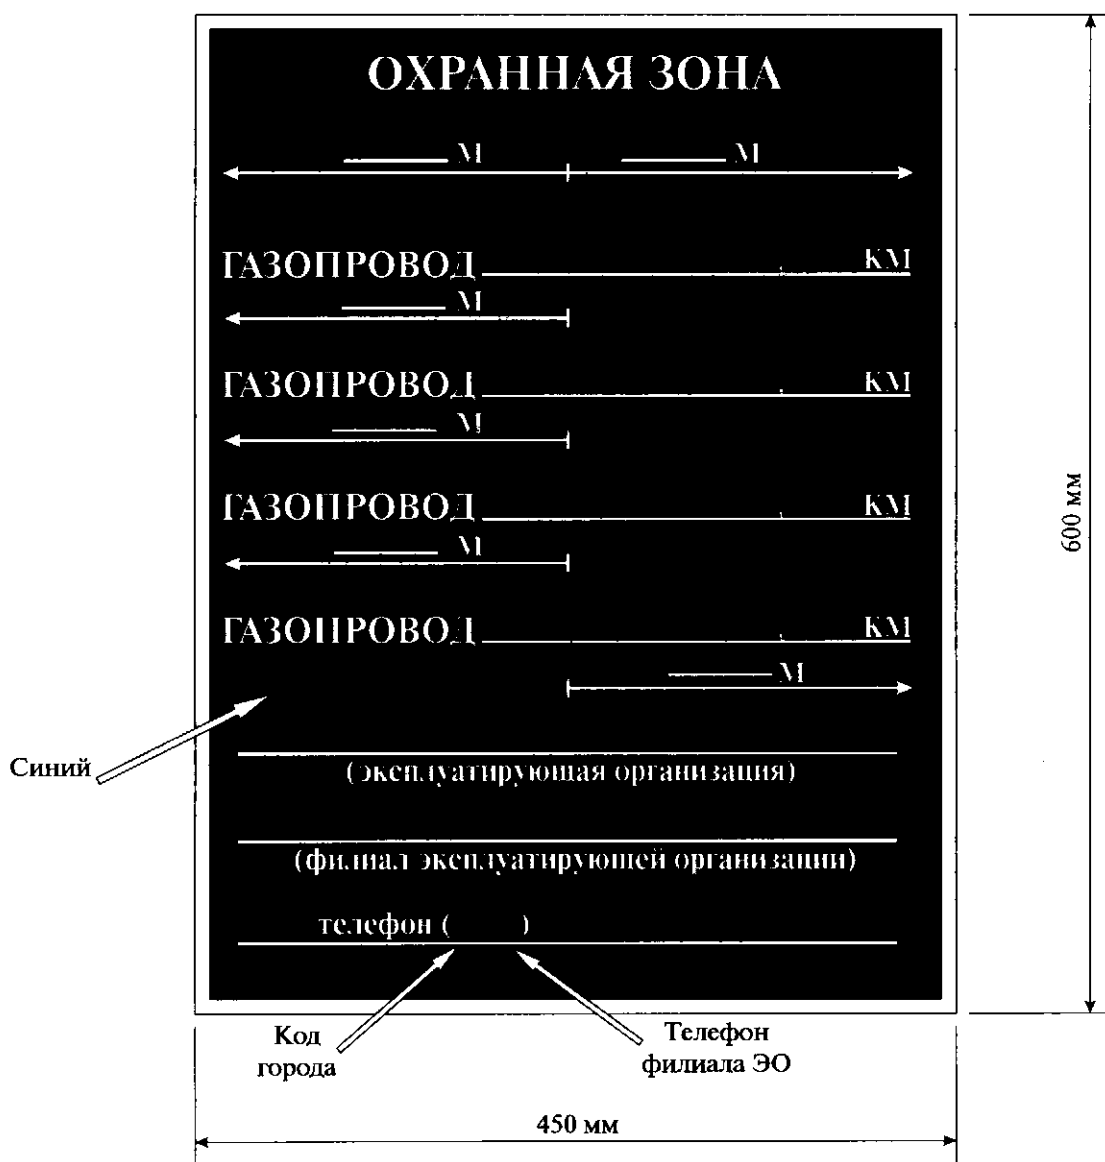 ОХРАННАЯ ЗОНА
М М
ГАЗОПРОВОД КМ
М
ГАЗОПРОВОД КМ
М
ГАЗОПРОВОД КМ
М
ГАЗОПРОВОД КМ
М
Синий
(эксплуатирующая организация)
(филиал эксплуатирующей организации)
телефон ( )
Код города
Телефон филиала ЭО
600 мм
450 мм